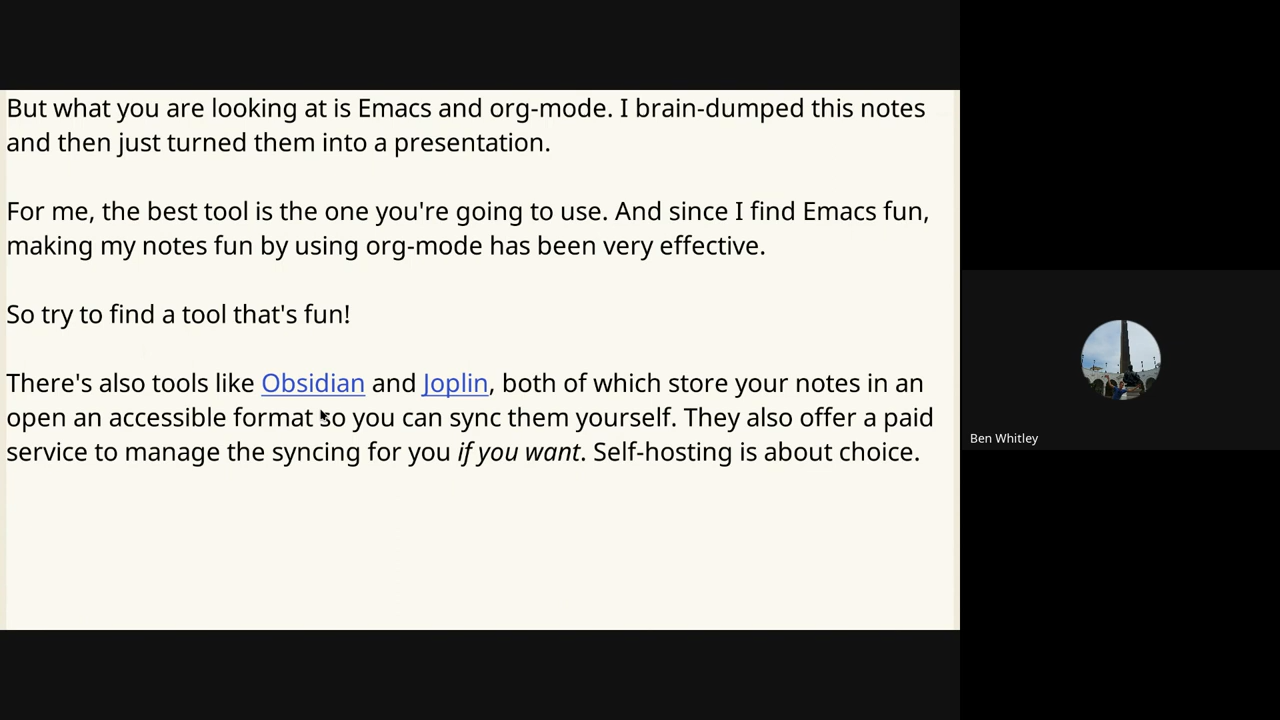 But what you are looking at is Emacs and org-mode. I brain-dumped this notes
and then just turned them into a presentation.
For me, the best tool is the one you're going to use. And since I find Emacs fun,
making my notes fun by using org-mode has been very effective.
So try to find a tool that's fun!
There's also tools like Obsidian and Joplin, both of which store your notes in an
open an accessible format so you can sync them yourself. They also offer a paid
service to manage the syncing for you if you want. Self-hosting is about choice.
Ben Whitley